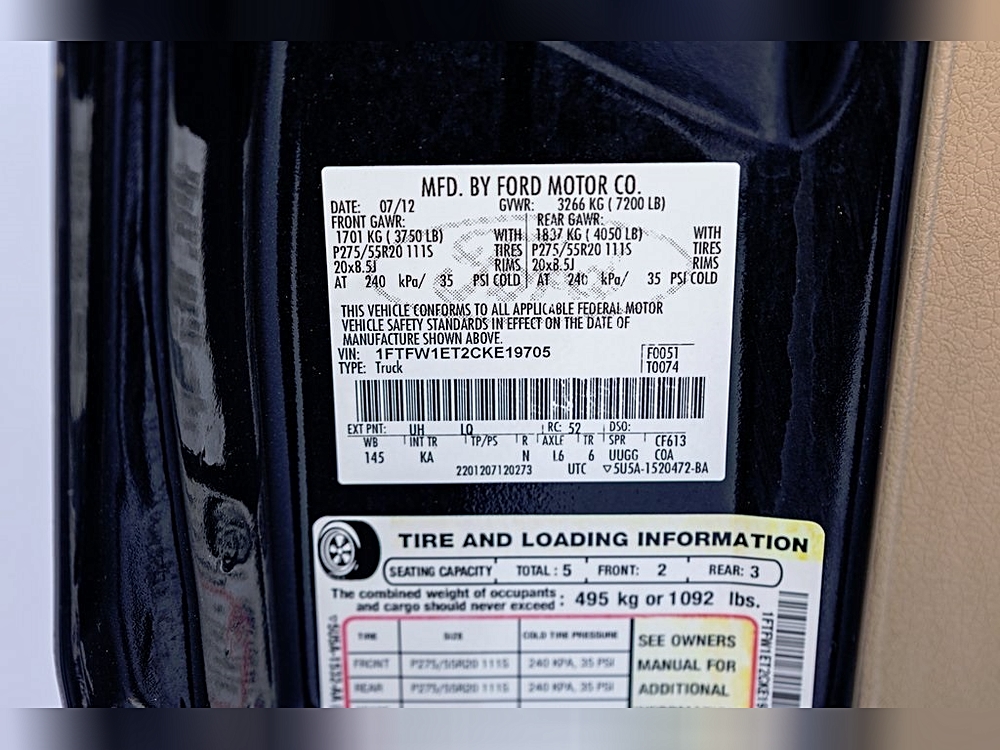 MFD. BY FORD MOTOR CO.
DATE: 07/12 GVWR: 3266 KG ( 7200 LB)
FRONT GAWR: REAR GAWR:
1701 KG ( 3750 LB) WITH 1837 KG ( 4050 LB) WITH
P275/55R20 111S TIRES P275/55R20 111S TIRES
20x8.5J RIMS 20x8.5J RIMS
AT 240 kPa/ 35 PSI COLD AT 240 kPa/ 35 PSI COLD
THIS VEHICLE CONFORMS TO ALL APPLICABLE FEDERAL MOTOR
VEHICLE SAFETY STANDARDS IN EFFECT ON THE DATE OF
MANUFACTURE SHOWN ABOVE.
VIN: 1FTFW1ET2CKE19705 F0051
TYPE: Truck T0074
EXT PNT: UH LQ RC: 52 DSO:
WB INT TR TP/PS R AXLE TR SPR CF613
145 KA N L6 6 UUGG COA
2201207120273 UTC ▽5U5A-1520472-BA
TIRE AND LOADING INFORMATION
SEATING CAPACITY TOTAL : 5 FRONT: 2 REAR: 3
The combined weight of occupants
and cargo should never exceed : 495 kg or 1092 lbs.
TIRE SIZE COLD TIRE PRESSURE SEE OWNERS
FRONT P275/55R20 111S 240 KPA, 35 PSI MANUAL FOR
REAR P275/55R20 111S 240 KPA, 35 PSI ADDITIONAL
1FTFW1ET2CKE19